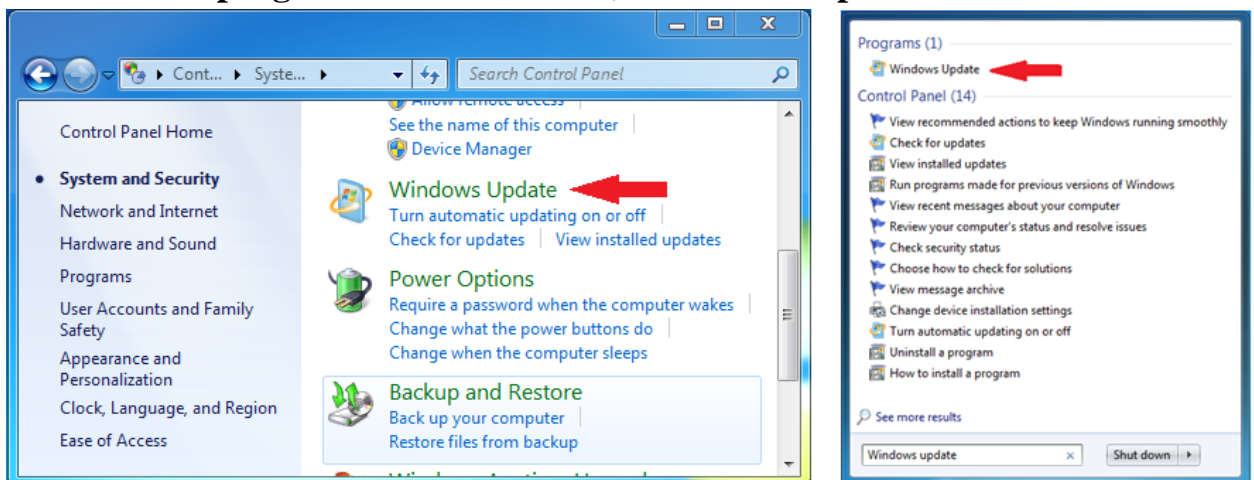 Cont... Syste... Search Control Panel
Control Panel Home
System and Security
Network and Internet
Hardware and Sound
Programs
User Accounts and Family
Safety
Appearance and
Personalization
Clock, Language, and Region
Ease of Access
Allow remote access
See the name of this computer
Device Manager
Windows Update
Turn automatic updating on or off
Check for updates View installed updates
Power Options
Require a password when the computer wakes
Change what the power buttons do
Change when the computer sleeps
Backup and Restore
Back up your computer
Restore files from backup
Programs (1)
Windows Update
Control Panel (14)
View recommended actions to keep Windows running smoothly
Check for updates
View installed updates
Run programs made for previous versions of Windows
View recent messages about your computer
Review your computer's status and resolve issues
Check security status
Choose how to check for solutions
View message archive
Change device installation settings
Turn automatic updating on or off
Uninstall a program
How to install a program
See more results
Windows update Shut down